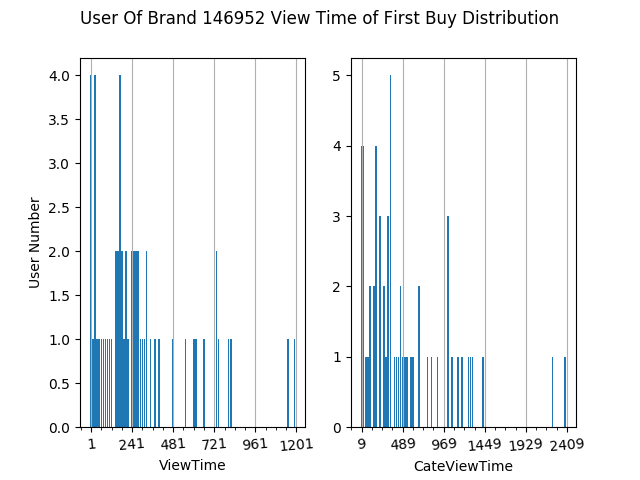 User Of Brand 146952 View Time of First Buy Distribution
4.0
3.5
3.0
2.5
2.0
1.5
1.0
0.5
0.0
User Number
1 241 481 721 961 1201
ViewTime
5
4
3
2
1
0
9 489 969 1449 1929 2409
CateViewTime